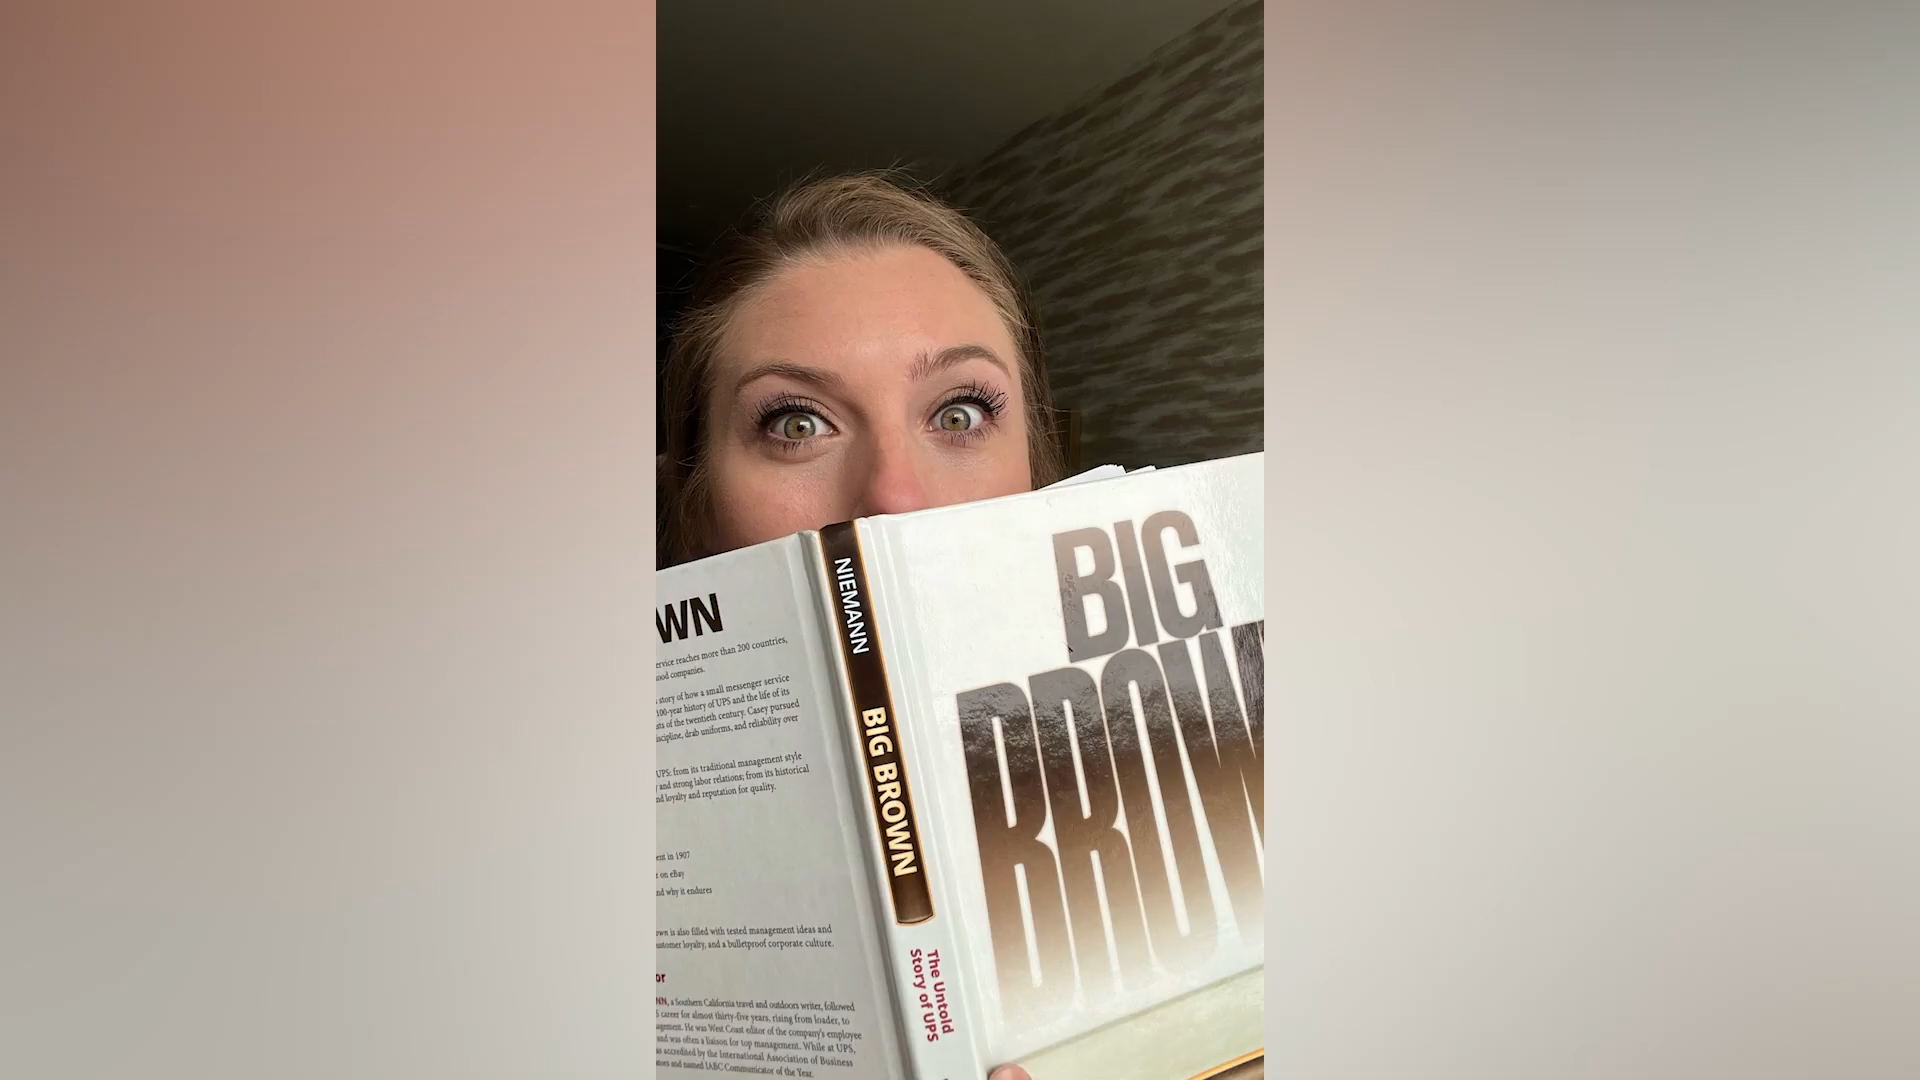 WN
ervice reaches more than 200 countries,
ood companies.
story of how a small messenger service
100-year history of UPS and the life of its
ts of the twentieth century. Casey pursued
iscipline, drab uniforms, and reliability over
UPS: from its traditional management style
and strong labor relations; from its historical
nd loyalty and reputation for quality.
ent in 1907
on eBay
nd why it endures
own is also filled with tested management ideas and
ustomer loyalty, and a bulletproof corporate culture.
or
NN, a Southern California travel and outdoors writer, followed
S career for almost thirty-five years, rising from loader, to
agement. He was West Coast editor of the company's employee
and was often a liaison for top management. While at UPS,
as accredited by the International Association of Business
ators and named IABC Communicator of the Year.
NIEMANN
BIG BROWN
The Untold
Story of UPS
BIG
BROW